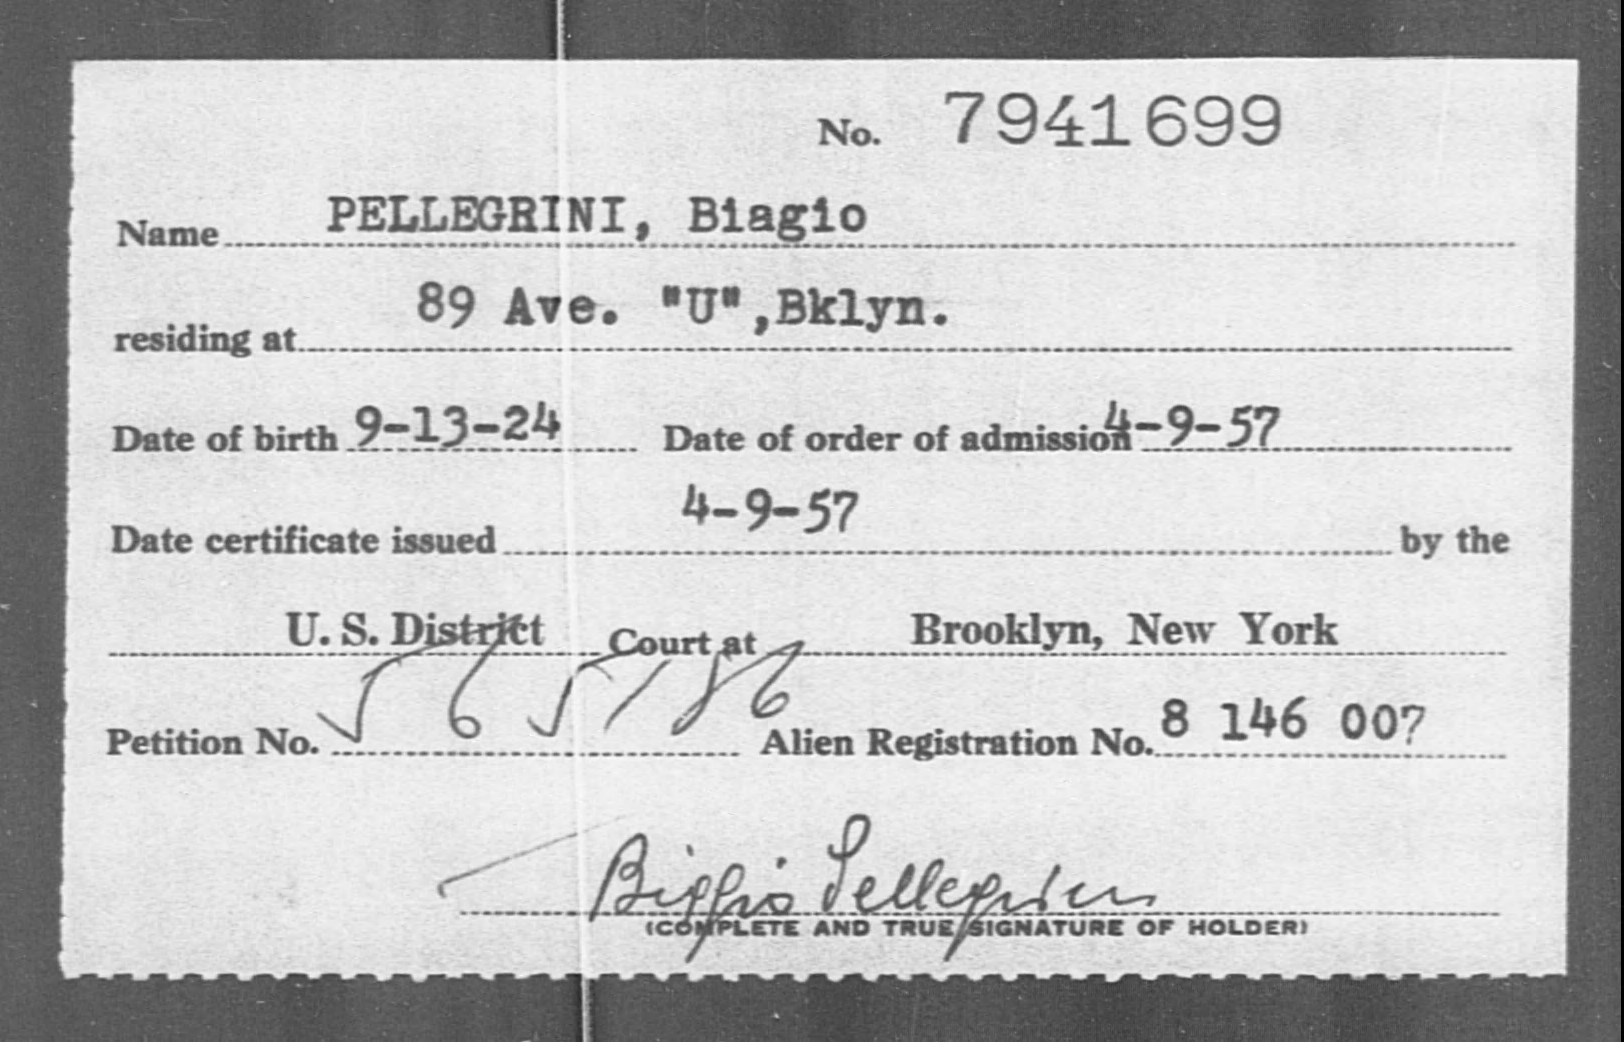 No. 7941699
Name PELLEGRINI, Biagio
residing at 89 Ave. "U",Bklyn.
Date of birth 9-13-24 Date of order of admission 4-9-57
Date certificate issued 4-9-57 by the
U. S. District Court at Brooklyn, New York
Petition No. 565186 Alien Registration No. 8 146 007
Biagio Pellegrini
(COMPLETE AND TRUE SIGNATURE OF HOLDER)